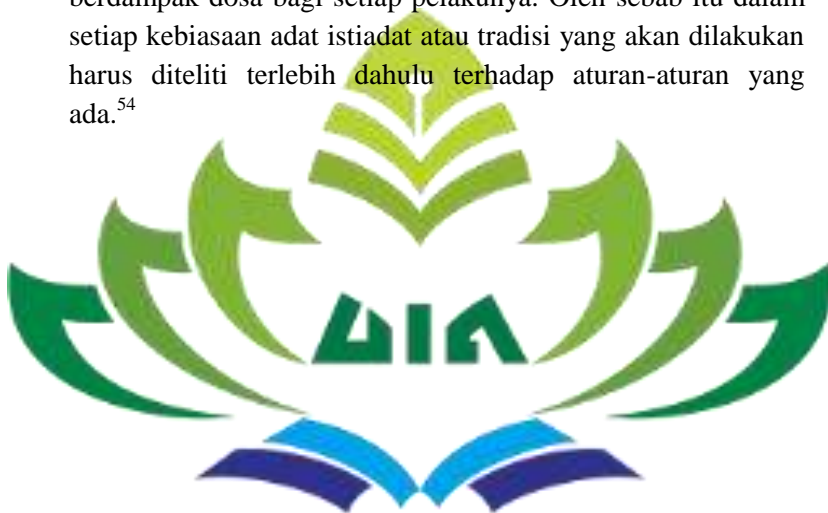 berdampak dosa bagi setiap pelakunya. Oleh sebab itu dalam
setiap kebiasaan adat istiadat atau tradisi yang akan dilakukan
harus diteliti terlebih dahulu terhadap aturan-aturan yang
ada.54